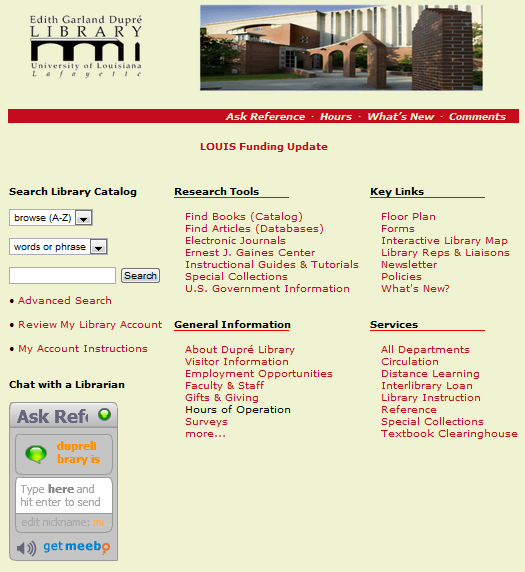 Edith Garland Dupré
LIBRARY
University of Louisiana
Lafayette
Ask Reference · Hours · What's New · Comments
LOUIS Funding Update
Search Library Catalog
browse (A-Z)
words or phrase
Search
• Advanced Search
• Review My Library Account
• My Account Instructions
Chat with a Librarian
Ask Ref
dupreli
brary is
Type here and
hit enter to send
edit nickname:
get meebo
Research Tools
Find Books (Catalog)
Find Articles (Databases)
Electronic Journals
Ernest J. Gaines Center
Instructional Guides & Tutorials
Special Collections
U.S. Government Information
Key Links
Floor Plan
Forms
Interactive Library Map
Library Reps & Liaisons
Newsletter
Policies
What's New?
General Information
About Dupré Library
Visitor Information
Employment Opportunities
Faculty & Staff
Gifts & Giving
Hours of Operation
Surveys
more...
Services
All Departments
Circulation
Distance Learning
Interlibrary Loan
Library Instruction
Reference
Special Collections
Textbook Clearinghouse